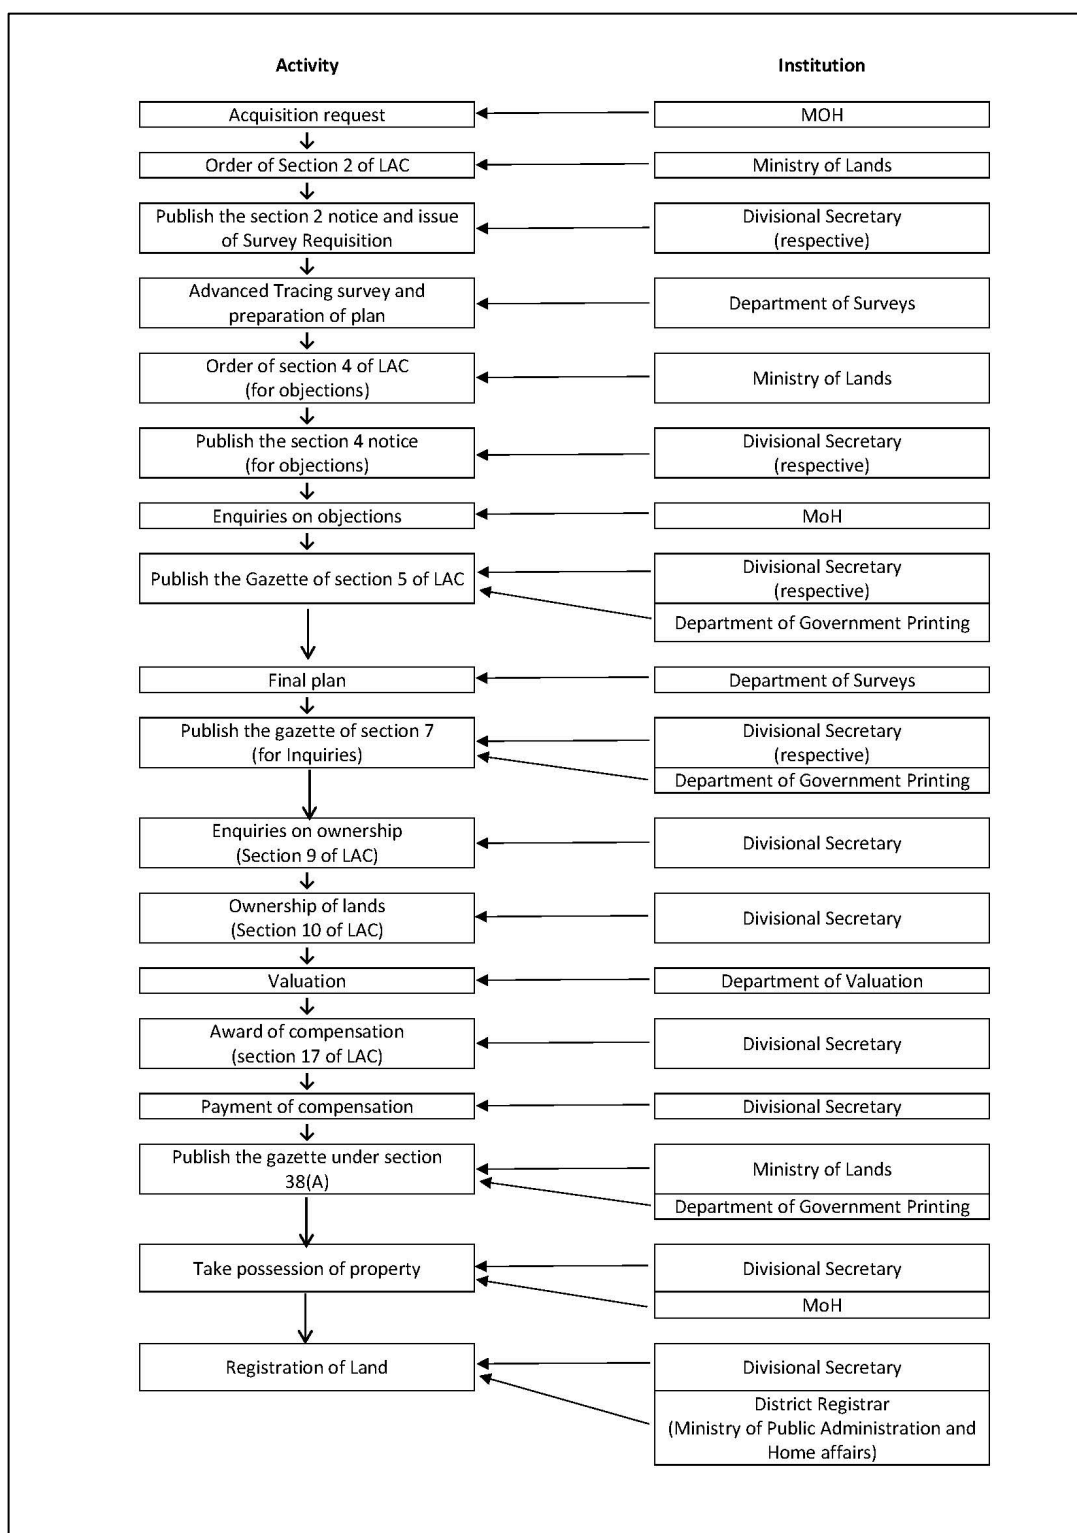 Activity
Institution
Acquisition request
MOH
Order of Section 2 of LAC
Ministry of Lands
Publish the section 2 notice and issue
of Survey Requisition
Divisional Secretary
(respective)
Advanced Tracing survey and
preparation of plan
Department of Surveys
Order of section 4 of LAC
(for objections)
Ministry of Lands
Publish the section 4 notice
(for objections)
Divisional Secretary
(respective)
Enquiries on objections
MoH
Publish the Gazette of section 5 of LAC
Divisional Secretary
(respective)
Department of Government Printing
Final plan
Department of Surveys
Publish the gazette of section 7
(for Inquiries)
Divisional Secretary
(respective)
Department of Government Printing
Enquiries on ownership
(Section 9 of LAC)
Divisional Secretary
Ownership of lands
(Section 10 of LAC)
Divisional Secretary
Valuation
Department of Valuation
Award of compensation
(section 17 of LAC)
Divisional Secretary
Payment of compensation
Divisional Secretary
Publish the gazette under section
38(A)
Ministry of Lands
Department of Government Printing
Take possession of property
Divisional Secretary
MoH
Registration of Land
Divisional Secretary
District Registrar
(Ministry of Public Administration and
Home affairs)